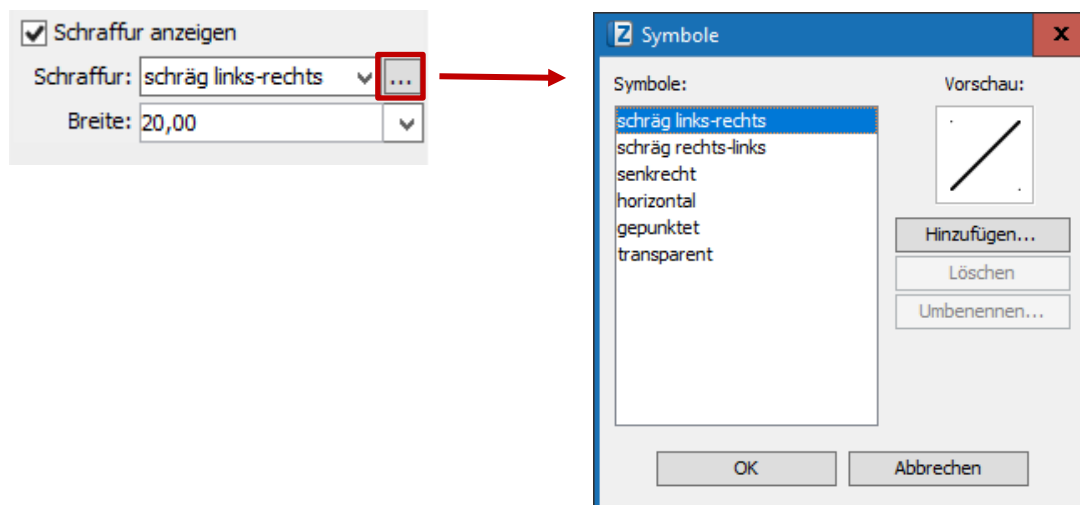 Schraffur anzeigen
Schraffur: schräg links-rechts ...
Breite: 20,00
Z Symbole x
Symbole:
Vorschau:
schräg links-rechts
schräg rechts-links
senkrecht
horizontal
gepunktet
transparent
Hinzufügen...
Löschen
Umbenennen...
OK
Abbrechen